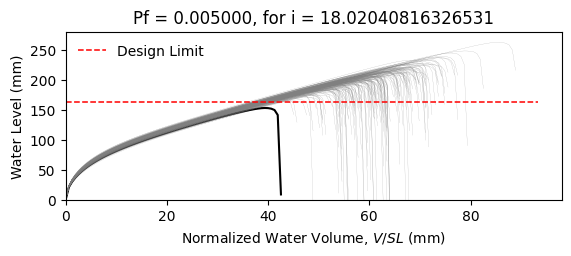 Pf = 0.005000, for i = 18.02040816326531
Design Limit
Water Level (mm)
250
200
150
100
50
0
0 20 40 60 80
Normalized Water Volume, V/SL (mm)